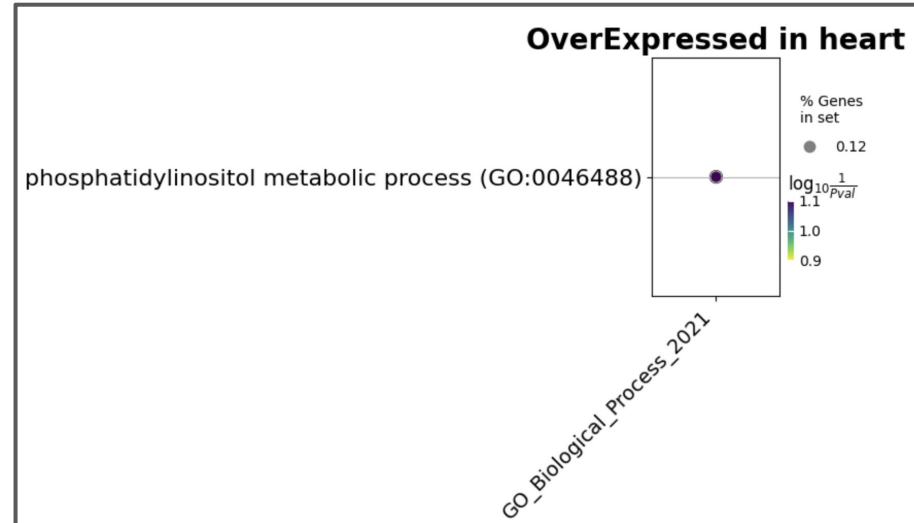 OverExpressed in heart
% Genes
in set
0.12
phosphatidylinositol metabolic process (GO:0046488)
log10 1/Pval
1.1
1.0
0.9
GO_Biological_Process_2021